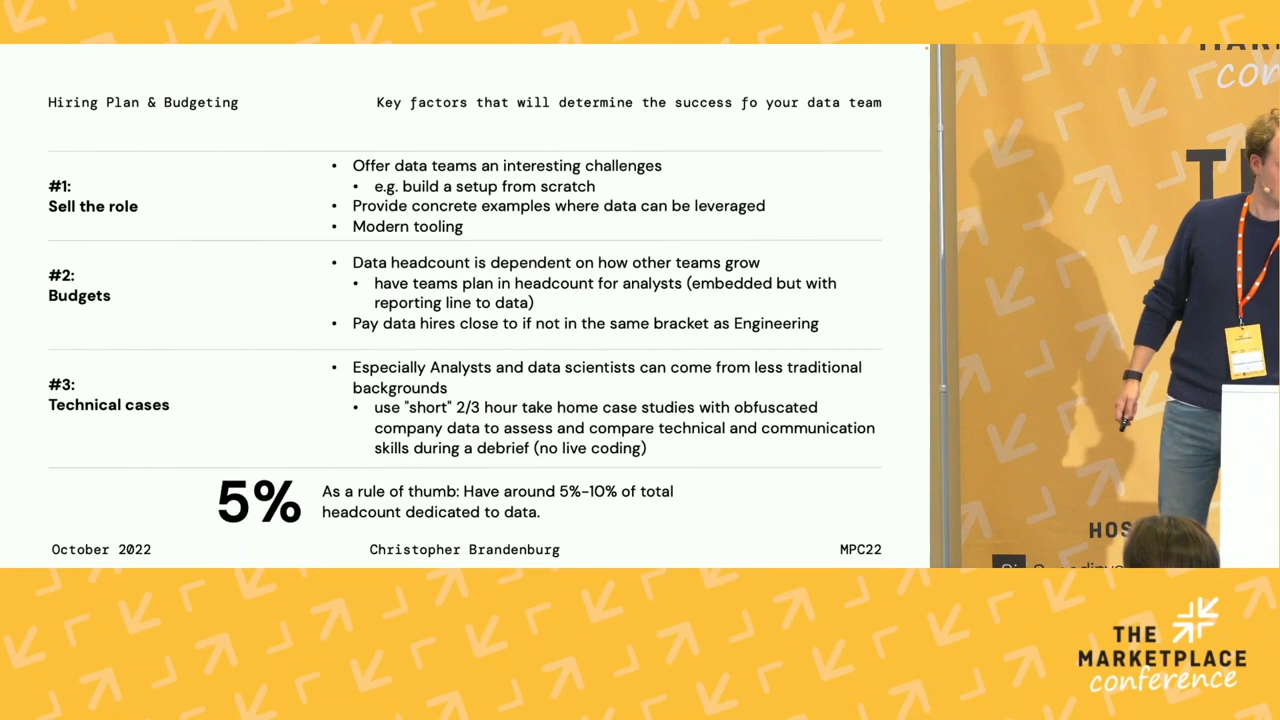 Hiring Plan & Budgeting
Key factors that will determine the success fo your data team
#1:
Sell the role
• Offer data teams an interesting challenges
• e.g. build a setup from scratch
• Provide concrete examples where data can be leveraged
• Modern tooling
#2:
Budgets
• Data headcount is dependent on how other teams grow
• have teams plan in headcount for analysts (embedded but with
reporting line to data)
• Pay data hires close to if not in the same bracket as Engineering
#3:
Technical cases
• Especially Analysts and data scientists can come from less traditional
backgrounds
• use "short" 2/3 hour take home case studies with obfuscated
company data to assess and compare technical and communication
skills during a debrief (no live coding)
5%
As a rule of thumb: Have around 5%-10% of total
headcount dedicated to data.
October 2022
Christopher Brandenburg
MPC22
HOS
THE
MARKETPLACE
conference